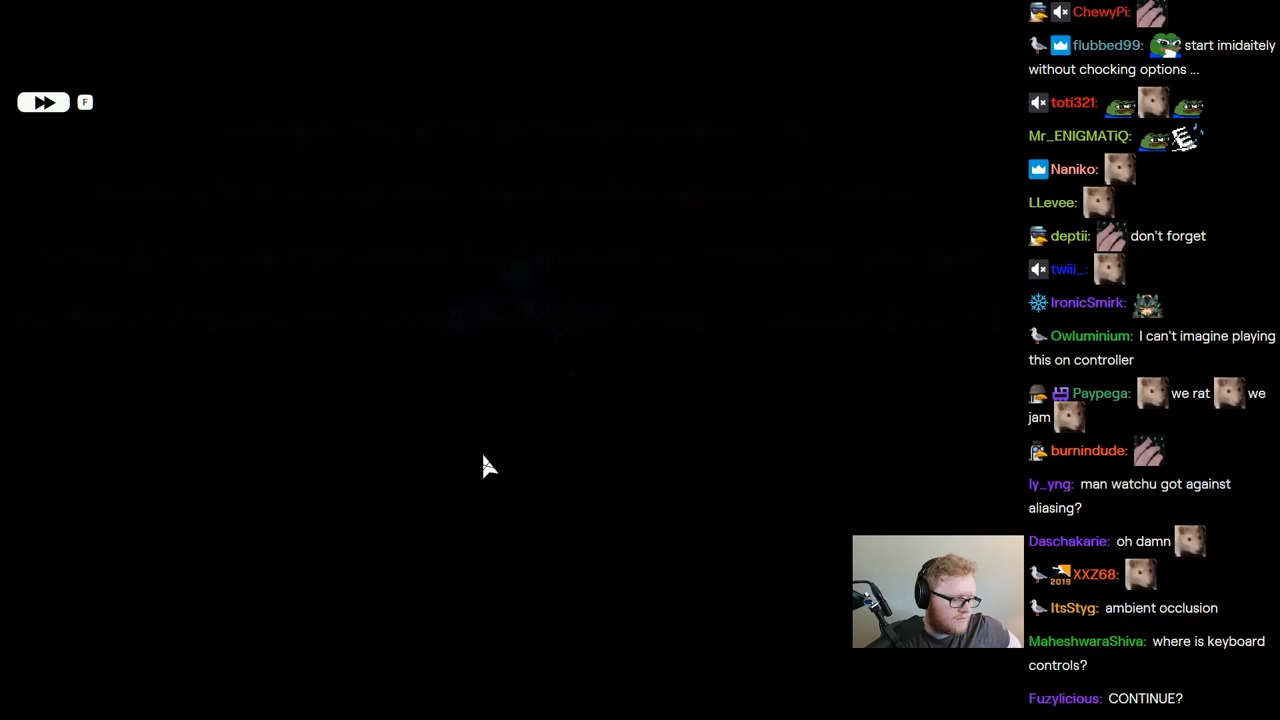 ChewyPi:
flubbed99: start imidaitely
without chocking options ...
F
toti321:
Mr_ENIGMATiQ:
Naniko:
LLevee:
deptii: don't forget
twiii_:
IronicSmirk:
Owluminium: I can't imagine playing
this on controller
Paypega: we rat we
jam
burnindude:
ly_yng: man watchu got against
aliasing?
Daschakarie: oh damn
2019 XXZ68:
ItsStyg: ambient occlusion
MaheshwaraShiva: where is keyboard
controls?
Fuzylicious: CONTINUE?